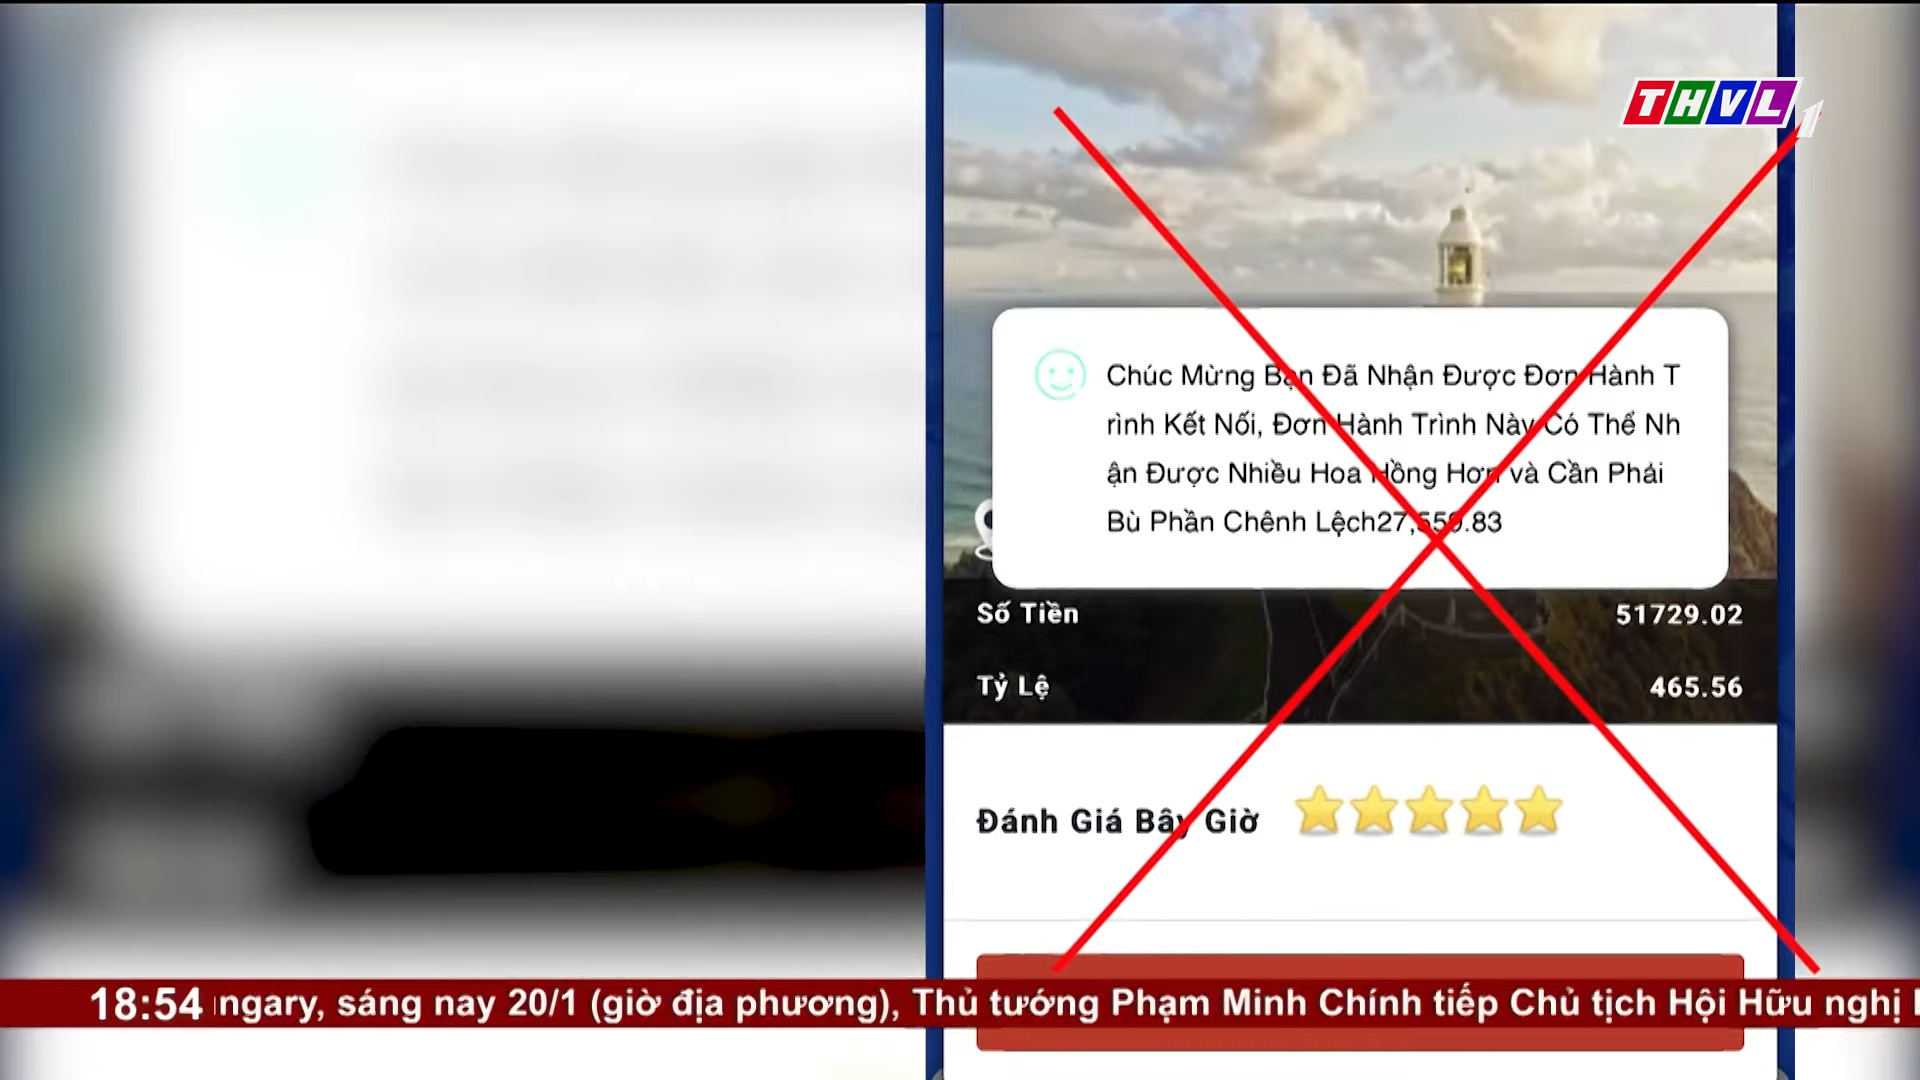 THVL1
Chúc Mừng Bạn Đã Nhận Được Đơn Hành T
rình Kết Nối, Đơn Hành Trình Này Có Thể Nh
ận Được Nhiều Hoa Hồng Hơn và Cần Phải
Bù Phần Chênh Lệch27,559.83
Số Tiền 51729.02
Tỷ Lệ 465.56
Đánh Giá Bây Giờ
18:54 ngary, sáng nay 20/1 (giờ địa phương), Thủ tướng Phạm Minh Chính tiếp Chủ tịch Hội Hữu nghị